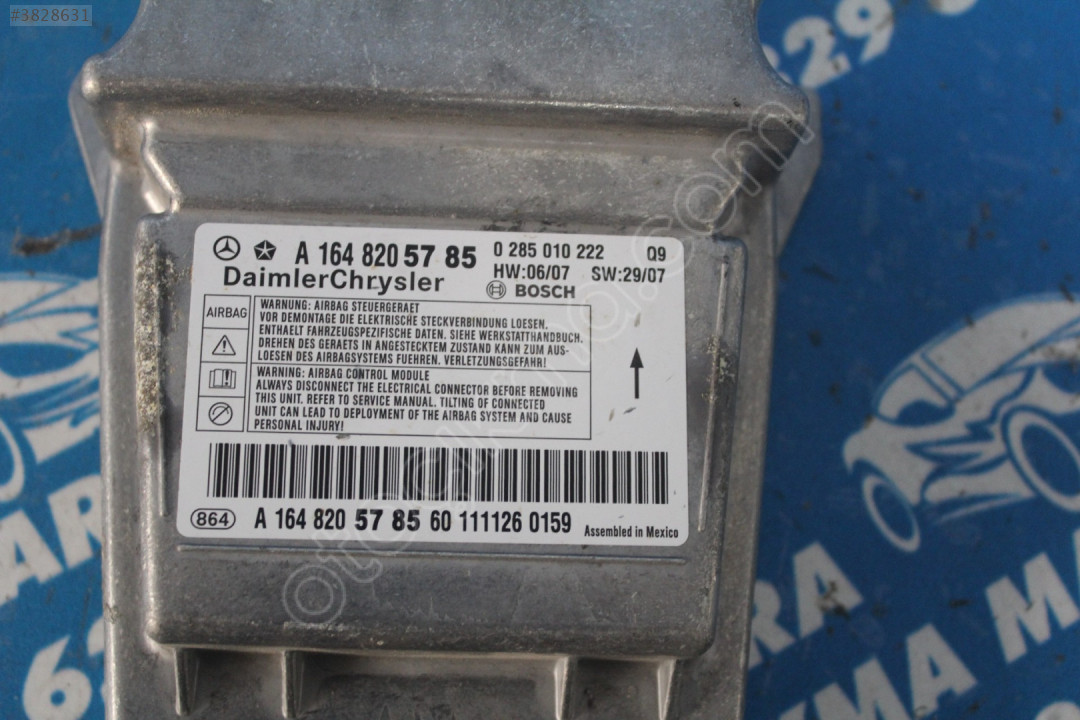 #3828631
829
A 164 820 57 85 0 285 010 222 Q9
DaimlerChrysler HW:06/07 SW:29/07
BOSCH
AIRBAG
WARNUNG: AIRBAG STEUERGERAET
VOR DEMONTAGE DIE ELEKTRISCHE STECKVERBINDUNG LOESEN.
ENTHAELT FAHRZEUGSPEZIFISCHE DATEN. SIEHE WERKSTATTHANDBUCH.
DREHEN DES GERAETS IN ANGESTECKTEM ZUSTAND KANN ZUM AUS-
LOESEN DES AIRBAGSYSTEMS FUEHREN. VERLETZUNGSGEFAHR!
WARNING: AIRBAG CONTROL MODULE
ALWAYS DISCONNECT THE ELECTRICAL CONNECTOR BEFORE REMOVING
THIS UNIT. REFER TO SERVICE MANUAL. TILTING OF CONNECTED
UNIT CAN LEAD TO DEPLOYMENT OF THE AIRBAG SYSTEM AND CAUSE
PERSONAL INJURY!
864 A 164 820 57 85 60 111126 0159 Assembled in Mexico